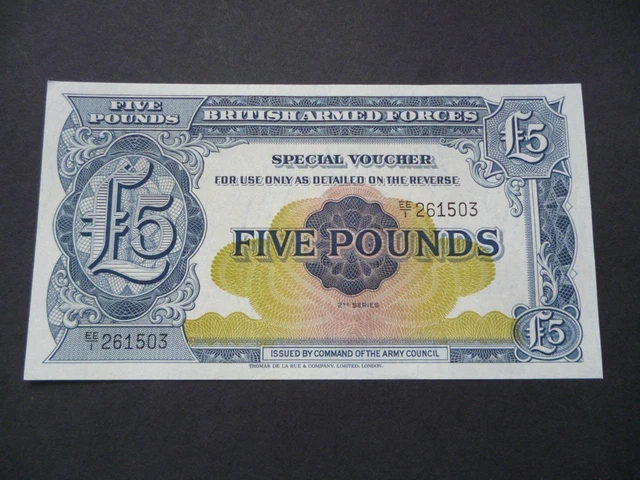 FIVE POUNDS
BRITISH ARMED FORCES
£5
SPECIAL VOUCHER
FOR USE ONLY AS DETAILED ON THE REVERSE
EE/1 261503
£5
FIVE POUNDS
2ND SERIES
EE/1 261503
£5
ISSUED BY COMMAND OF THE ARMY COUNCIL
THOMAS DE LA RUE & COMPANY, LIMITED, LONDON.